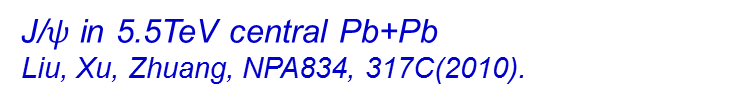 J/ψ in 5.5TeV central Pb+Pb
Liu, Xu, Zhuang, NPA834, 317C(2010).